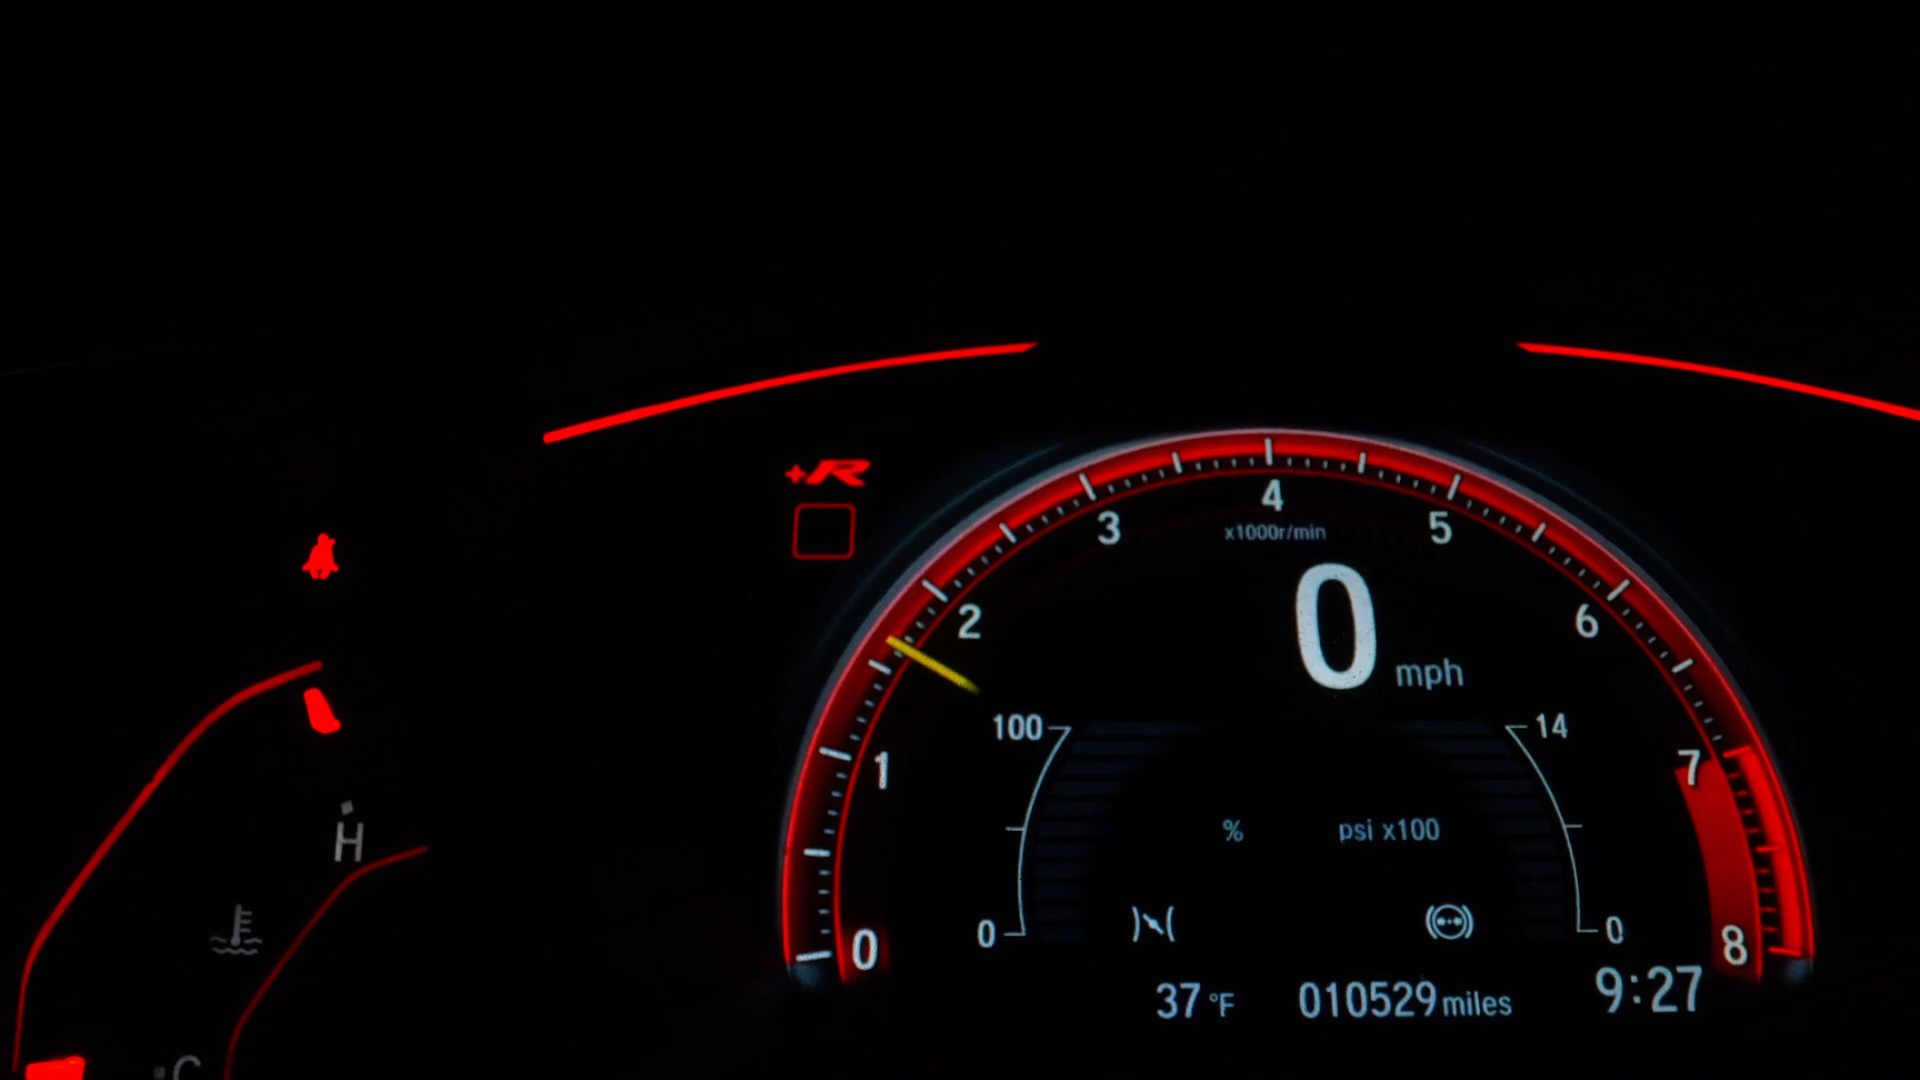 +R
4
3 5
x1000r/min
2 0 mph 6
100 14
1 7
% psi x100
H
0 0
0 8
37 °F 010529 miles 9:27
C